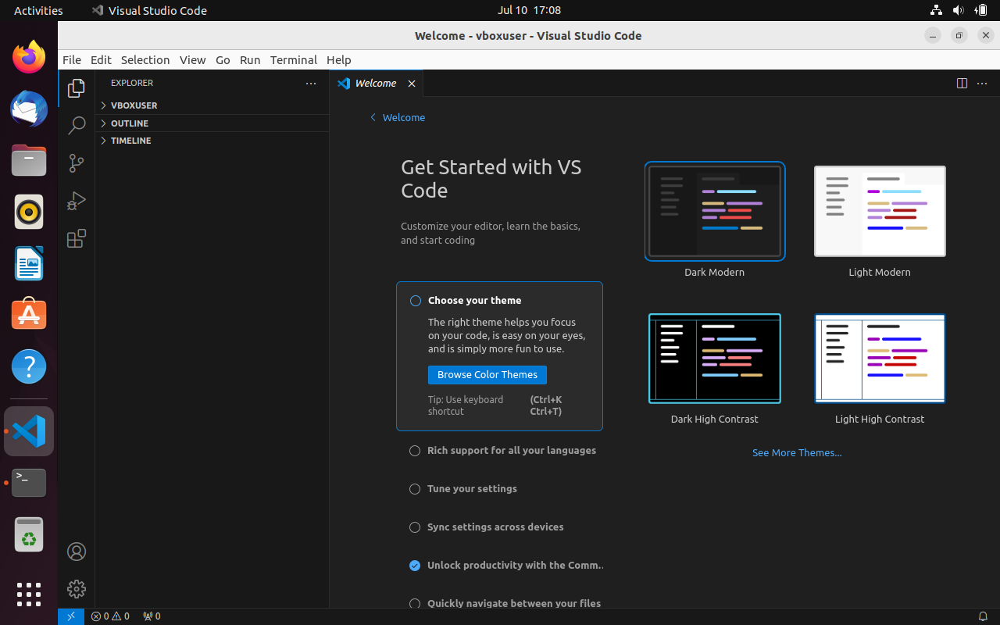 Activities
Visual Studio Code
Jul 10 17:08
Welcome - vboxuser - Visual Studio Code
File Edit Selection View Go Run Terminal Help
EXPLORER
VBOXUSER
OUTLINE
TIMELINE
Welcome
Welcome
Get Started with VS
Code
Customize your editor, learn the basics,
and start coding
Choose your theme
The right theme helps you focus
on your code, is easy on your eyes,
and is simply more fun to use.
Browse Color Themes
Tip: Use keyboard
shortcut
(Ctrl+K
Ctrl+T)
Rich support for all your languages
Tune your settings
Sync settings across devices
Unlock productivity with the Comm..
Quickly navigate between your files
Dark Modern
Light Modern
Dark High Contrast
Light High Contrast
See More Themes...
0 0 0